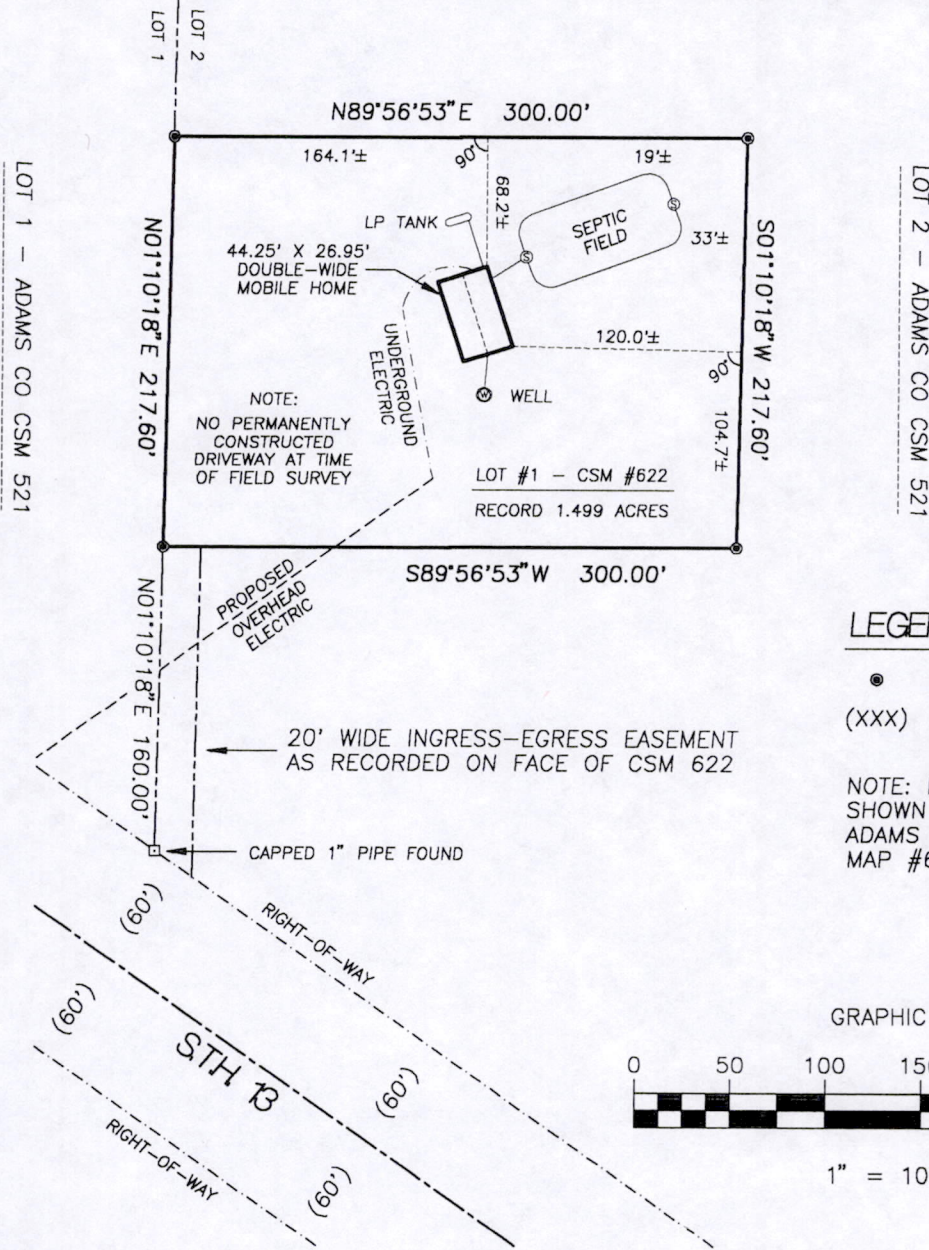 LOT 2
LOT 1
N89°56'53"E 300.00'
164.1'±
90°
19'±
68.2'±
LP TANK
SEPTIC
FIELD
S
S
33'±
44.25' X 26.95'
DOUBLE-WIDE
MOBILE HOME
LOT 1 - ADAMS CO CSM 521
N01°10'18"E 217.60'
S01°10'18"W 217.60'
LOT 2 - ADAMS CO CSM 521
UNDERGROUND
ELECTRIC
120.0'±
90°
104.7'±
W WELL
NOTE:
NO PERMANENTLY
CONSTRUCTED
DRIVEWAY AT TIME
OF FIELD SURVEY
LOT #1 - CSM #622
RECORD 1.499 ACRES
S89°56'53"W 300.00'
PROPOSED
OVERHEAD
ELECTRIC
N01°10'18"E 160.00'
20' WIDE INGRESS-EGRESS EASEMENT
AS RECORDED ON FACE OF CSM 622
CAPPED 1" PIPE FOUND
(60')
RIGHT-OF-WAY
(60')
S.T.H. 13
(60')
RIGHT-OF-WAY
(60')
LEGE
(XXX)
NOTE:
SHOWN
ADAMS
MAP #6
GRAPHIC
0 50 100 150
1" = 10